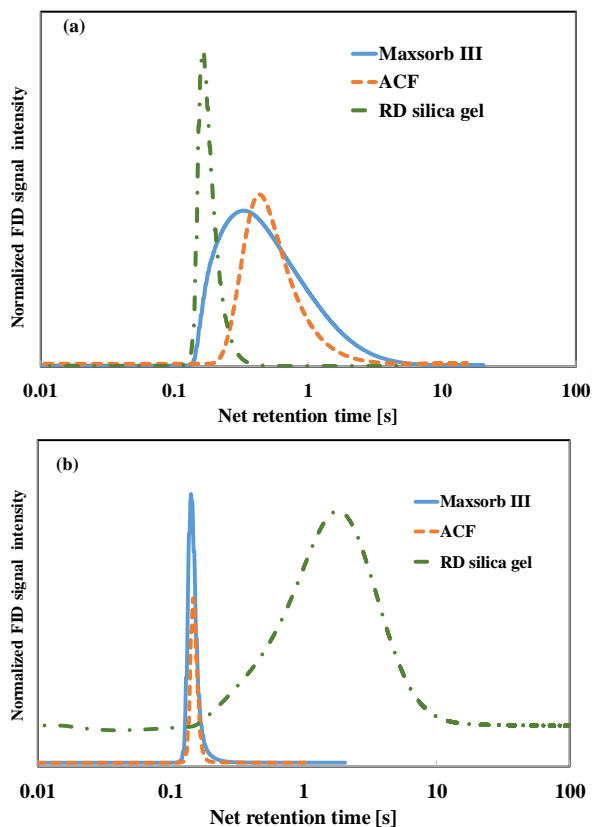 (a)
Maxsorb III
ACF
RD silica gel
Normalized FID signal intensity
0.01 0.1 1 10 100
Net retention time [s]
(b)
Maxsorb III
ACF
RD silica gel
Normalized FID signal intensity
0.01 0.1 1 10 100
Net retention time [s]